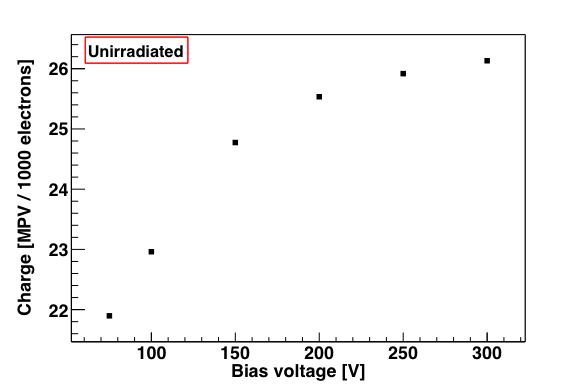 Unirradiated
Charge [MPV / 1000 electrons]
26
25
24
23
22
100 150 200 250 300
Bias voltage [V]